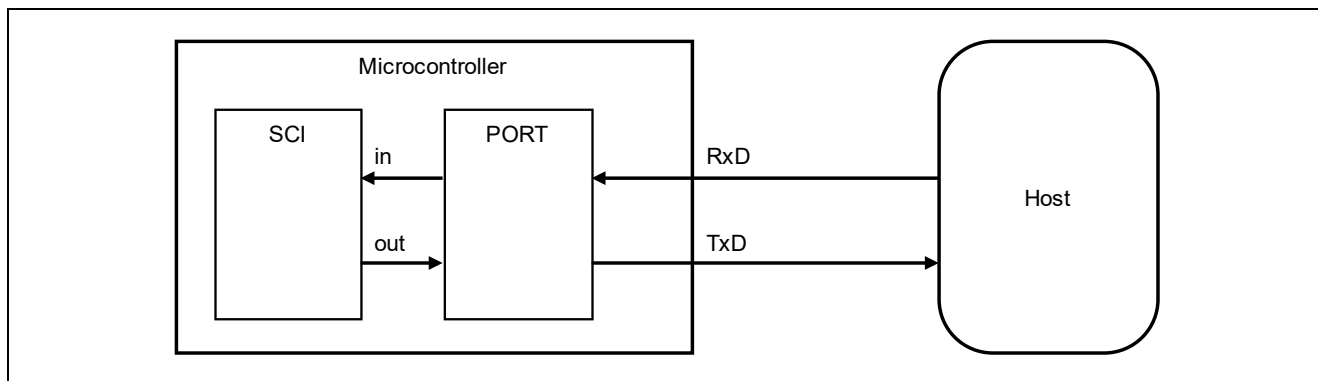 Microcontroller
SCI
PORT
in
RxD
Host
out
TxD